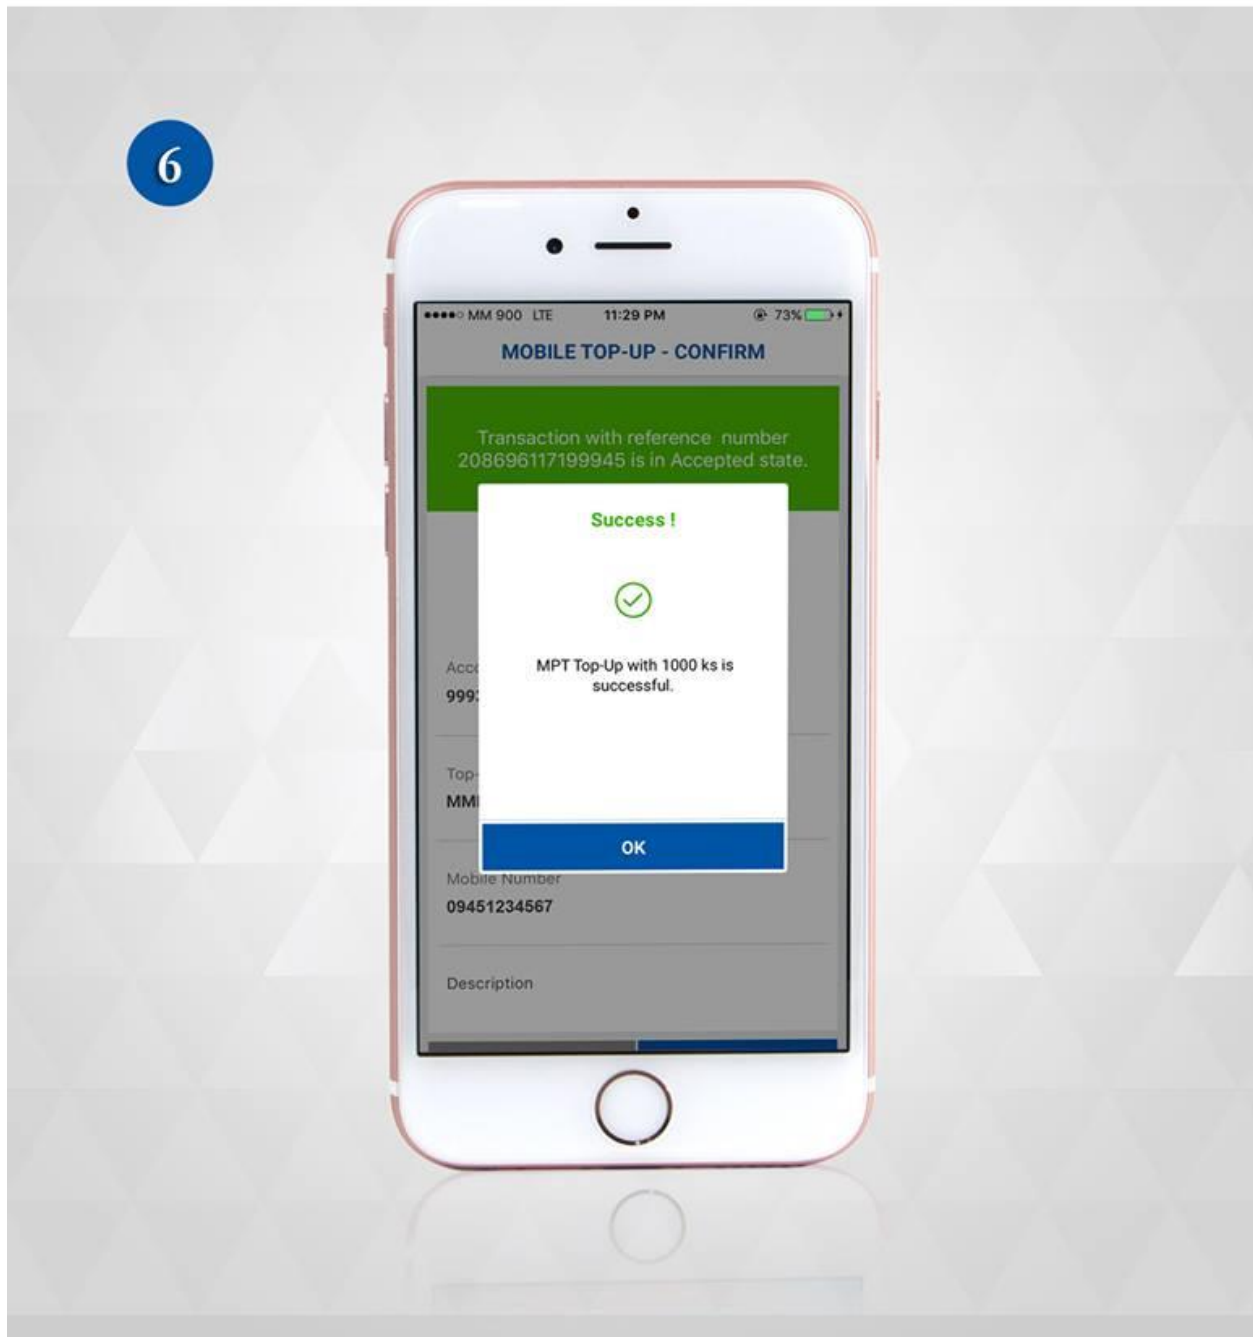 6
MM 900 LTE 11:29 PM 73%
MOBILE TOP-UP - CONFIRM
Transaction with reference number
208696117199945 is in Accepted state.
Success !
MPT Top-Up with 1000 ks is
successful.
OK
Mobile Number
09451234567
Description